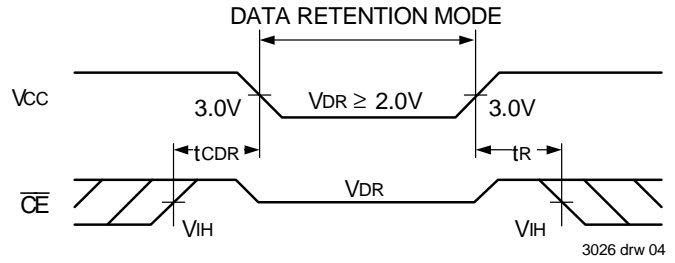 DATA RETENTION MODE
VCC
3.0V
VDR ≥ 2.0V
3.0V
tCDR
tR
CE
VDR
VIH
VIH
3026 drw 04